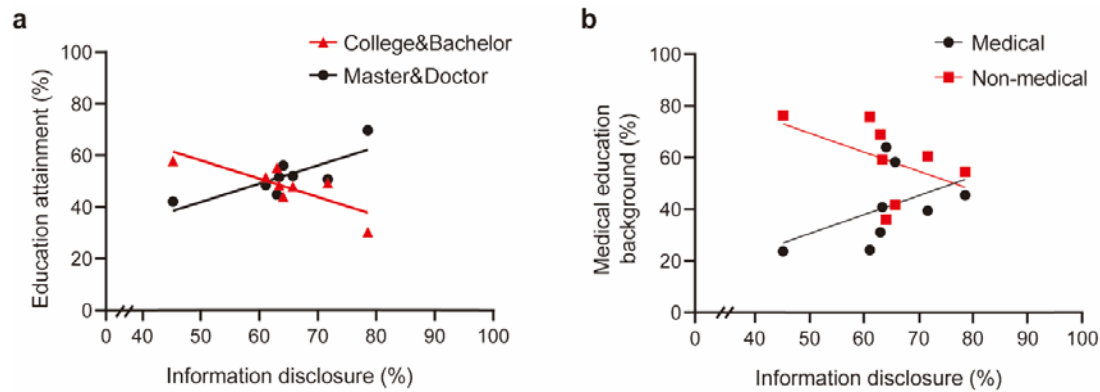 a
College&Bachelor
Master&Doctor
Education attainment (%)
100
80
60
40
20
0
0 40 50 60 70 80 90 100
Information disclosure (%)
b
Medical
Non-medical
Medical education
background (%)
100
80
60
40
20
0
0 40 50 60 70 80 90 100
Information disclosure (%)